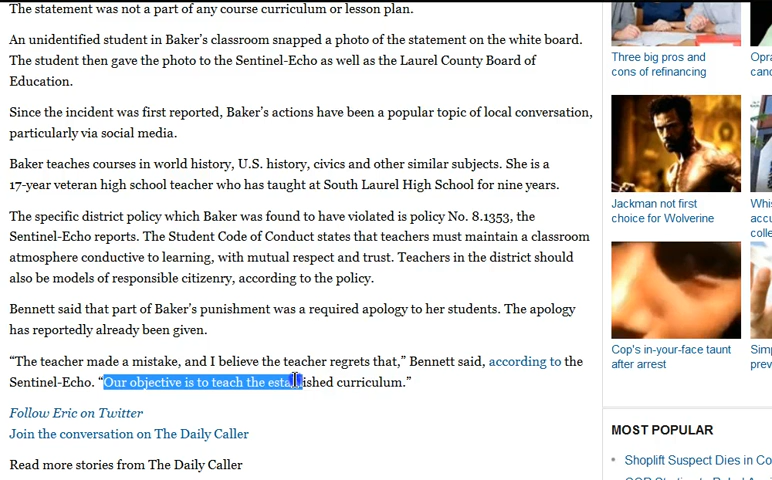 The statement was not a part of any course curriculum or lesson plan.
An unidentified student in Baker's classroom snapped a photo of the statement on the white board.
The student then gave the photo to the Sentinel-Echo as well as the Laurel County Board of
Education.
Since the incident was first reported, Baker's actions have been a popular topic of local conversation,
particularly via social media.
Baker teaches courses in world history, U.S. history, civics and other similar subjects. She is a
17-year veteran high school teacher who has taught at South Laurel High School for nine years.
The specific district policy which Baker was found to have violated is policy No. 8.1353, the
Sentinel-Echo reports. The Student Code of Conduct states that teachers must maintain a classroom
atmosphere conductive to learning, with mutual respect and trust. Teachers in the district should
also be models of responsible citizenry, according to the policy.
Bennett said that part of Baker's punishment was a required apology to her students. The apology
has reportedly already been given.
“The teacher made a mistake, and I believe the teacher regrets that,” Bennett said, according to the
Sentinel-Echo. “Our objective is to teach the established curriculum.”
Follow Eric on Twitter
Join the conversation on The Daily Caller
Read more stories from The Daily Caller
Three big pros and
cons of refinancing
Jackman not first
choice for Wolverine
Cop's in-your-face taunt
after arrest
MOST POPULAR
Shoplift Suspect Dies in Co